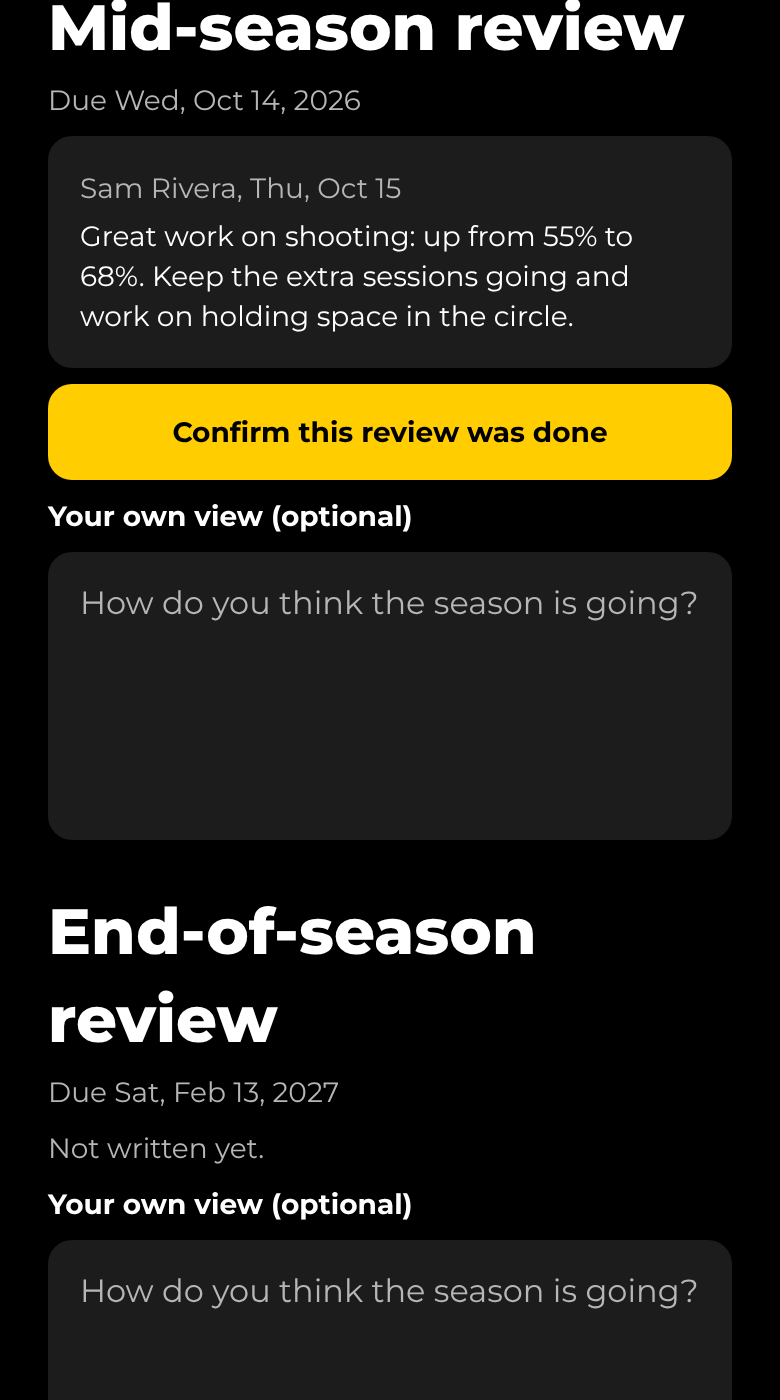 Mid-season review
Due Wed, Oct 14, 2026
Sam Rivera, Thu, Oct 15
Great work on shooting: up from 55% to
68%. Keep the extra sessions going and
work on holding space in the circle.
Confirm this review was done
Your own view (optional)
How do you think the season is going?
End-of-season
review
Due Sat, Feb 13, 2027
Not written yet.
Your own view (optional)
How do you think the season is going?